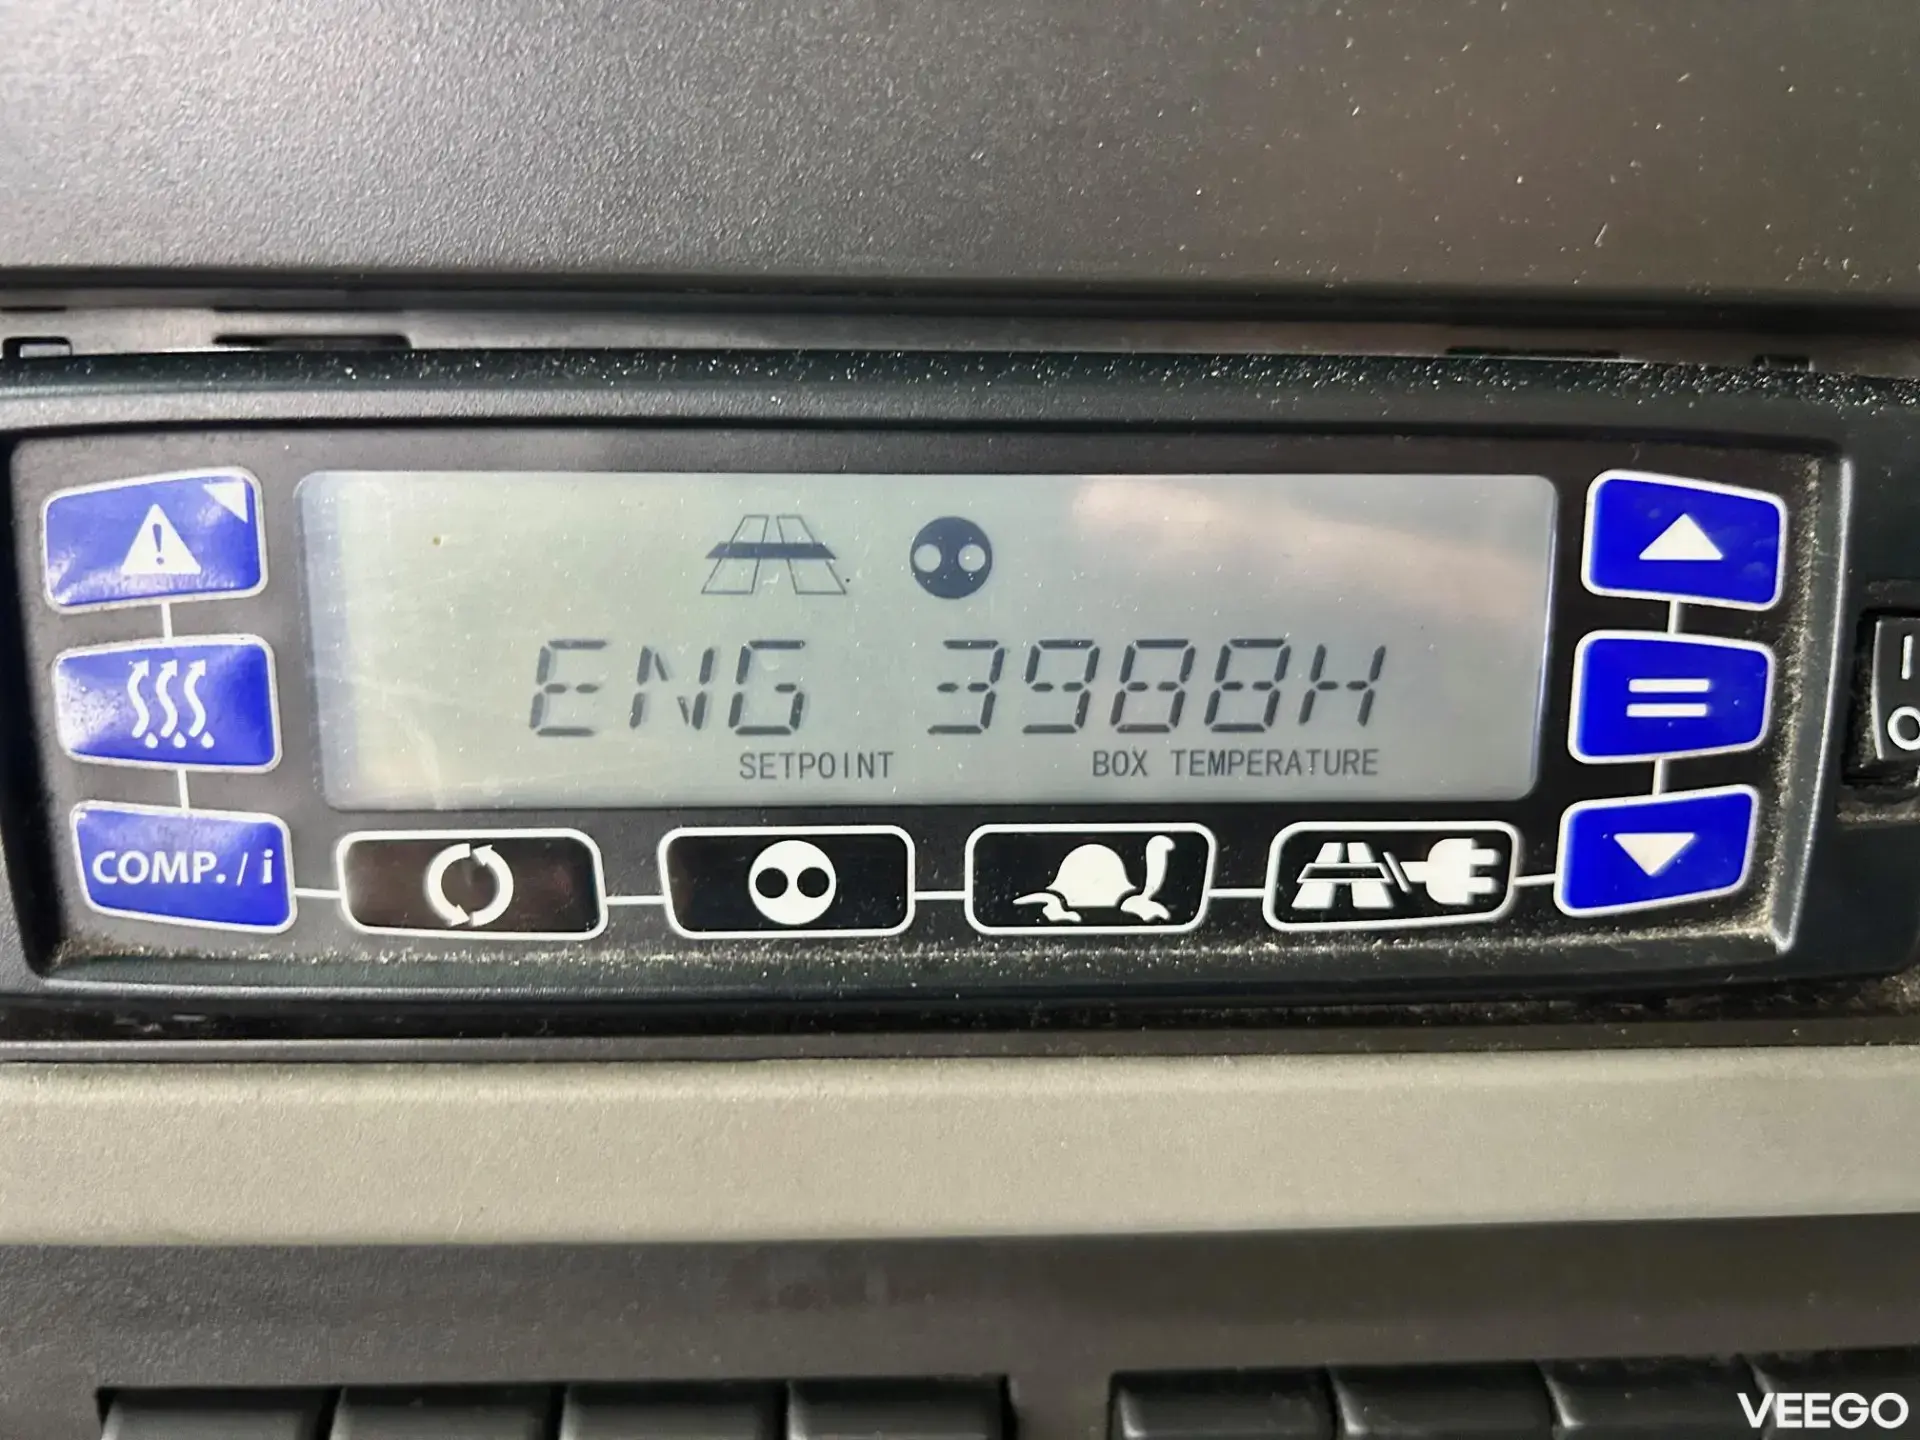 ENG 3988H
SETPOINT BOX TEMPERATURE
COMP. / i
I
O
VEEGO